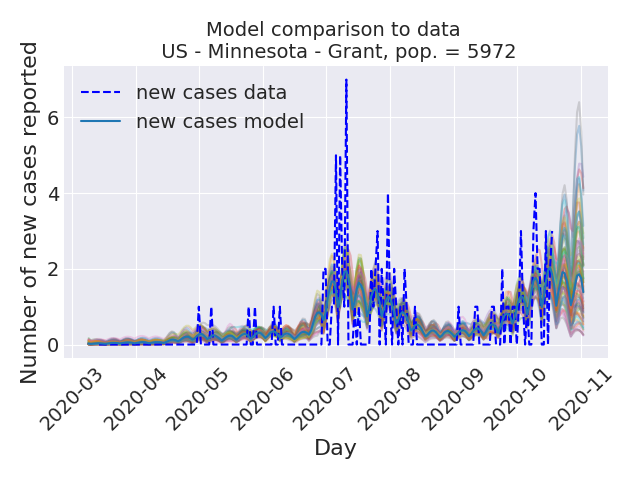 Model comparison to data
US - Minnesota - Grant, pop. = 5972
Number of new cases reported
new cases data
new cases model
6
4
2
0
2020-03
2020-04
2020-05
2020-06
2020-07
2020-08
2020-09
2020-10
2020-11
Day